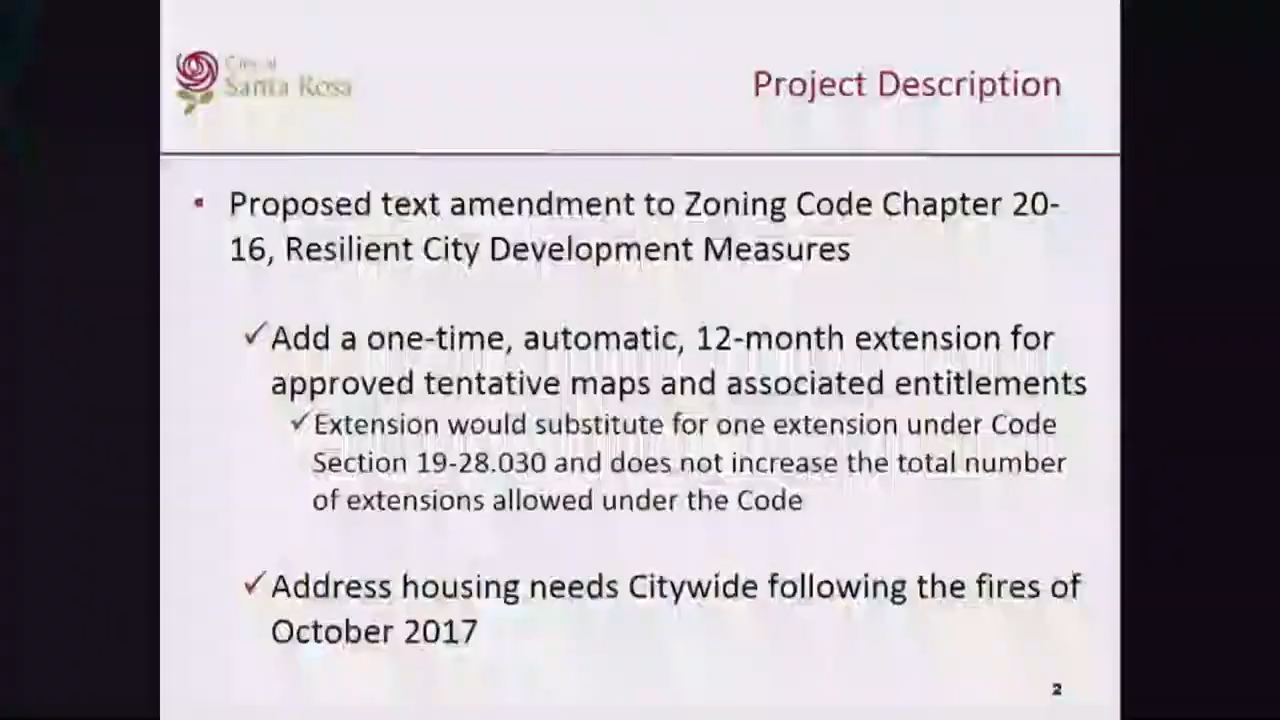 City of
Santa Rosa
Project Description
Proposed text amendment to Zoning Code Chapter 20-
16, Resilient City Development Measures
Add a one-time, automatic, 12-month extension for
approved tentative maps and associated entitlements
Extension would substitute for one extension under Code
Section 19-28.030 and does not increase the total number
of extensions allowed under the Code
Address housing needs Citywide following the fires of
October 2017
2